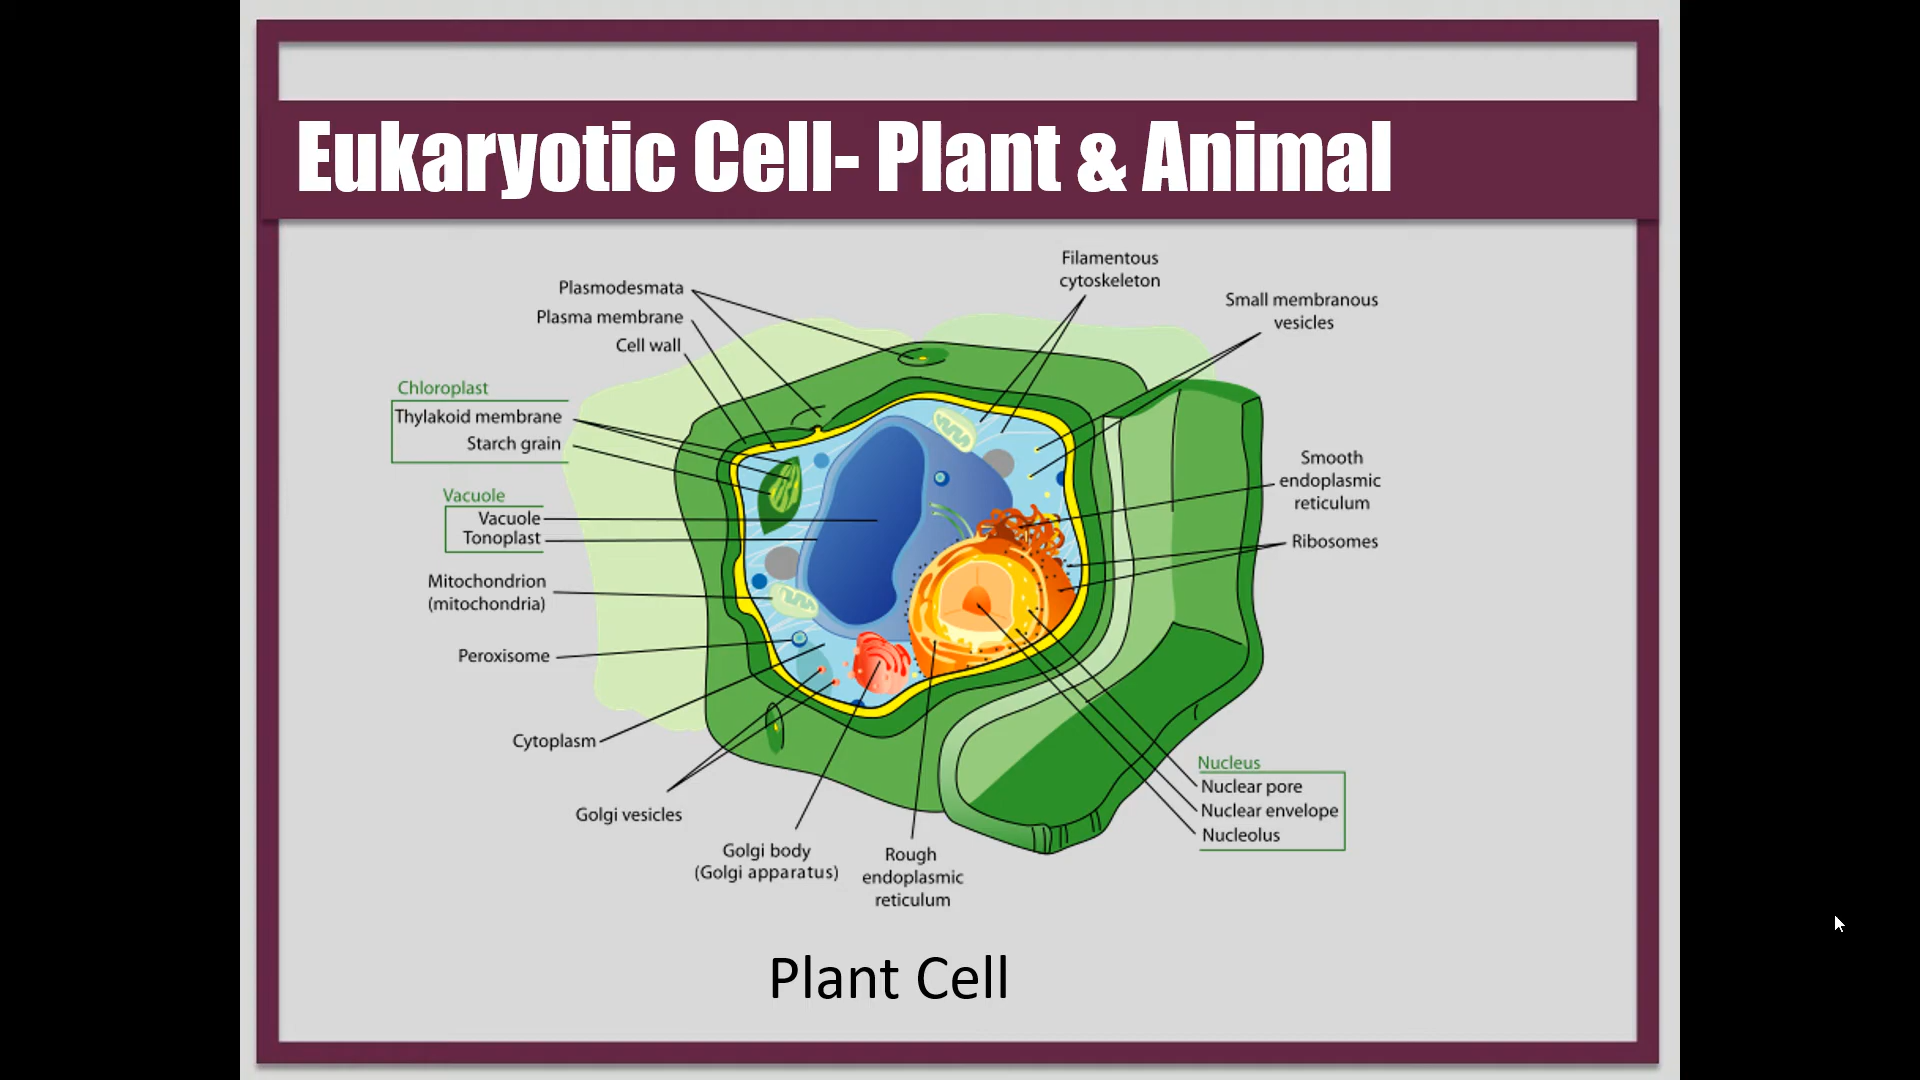 Eukaryotic Cell- Plant & Animal
Filamentous
cytoskeleton
Small membranous
vesicles
Plasmodesmata
Plasma membrane
Cell wall
Chloroplast
Thylakoid membrane
Starch grain
Vacuole
Vacuole
Tonoplast
Mitochondrion
(mitochondria)
Peroxisome
Cytoplasm
Golgi vesicles
Golgi body
(Golgi apparatus)
Rough
endoplasmic
reticulum
Smooth
endoplasmic
reticulum
Ribosomes
Nucleus
Nuclear pore
Nuclear envelope
Nucleolus
Plant Cell